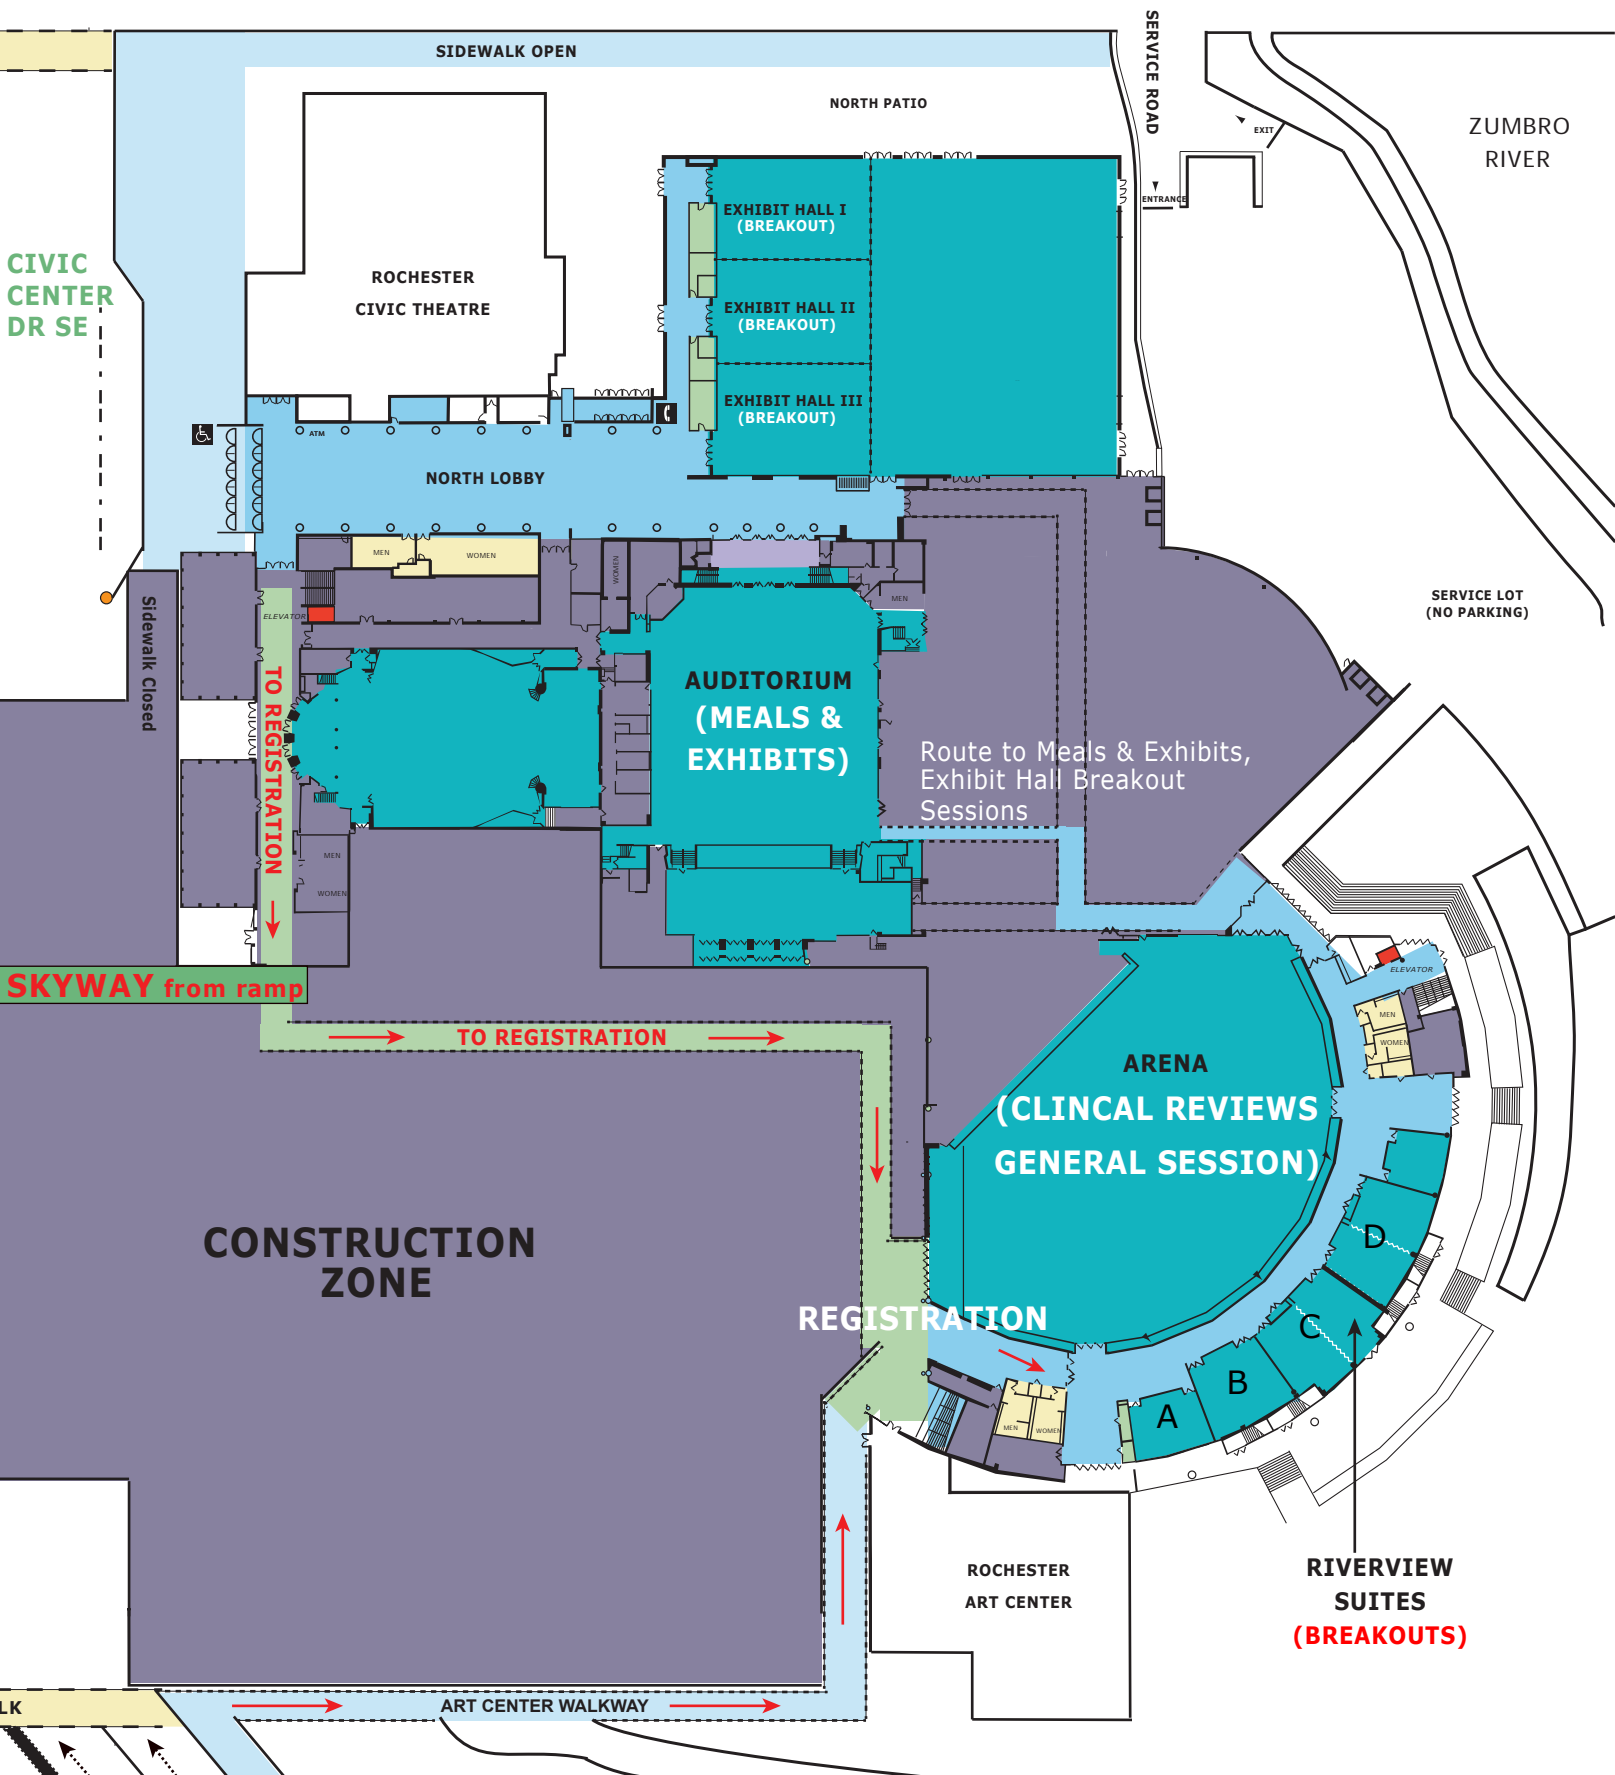 SIDEWALK OPEN
SERVICE ROAD
NORTH PATIO
EXIT
ZUMBRO
RIVER
ENTRANCE
EXHIBIT HALL I
(BREAKOUT)
CIVIC
CENTER
DR SE
ROCHESTER
CIVIC THEATRE
EXHIBIT HALL II
(BREAKOUT)
EXHIBIT HALL III
(BREAKOUT)
ATM
NORTH LOBBY
MEN
WOMEN
WOMEN
MEN
SERVICE LOT
(NO PARKING)
Sidewalk Closed
ELEVATOR
TO REGISTRATION
AUDITORIUM
(MEALS &
EXHIBITS)
Route to Meals & Exhibits,
Exhibit Hall Breakout
Sessions
MEN
WOMEN
SKYWAY from ramp
ELEVATOR
MEN
WOMEN
TO REGISTRATION
ARENA
(CLINCAL REVIEWS
GENERAL SESSION)
CONSTRUCTION
ZONE
D
C
B
A
REGISTRATION
MEN
WOMEN
ROCHESTER
ART CENTER
RIVERVIEW
SUITES
(BREAKOUTS)
LK
ART CENTER WALKWAY